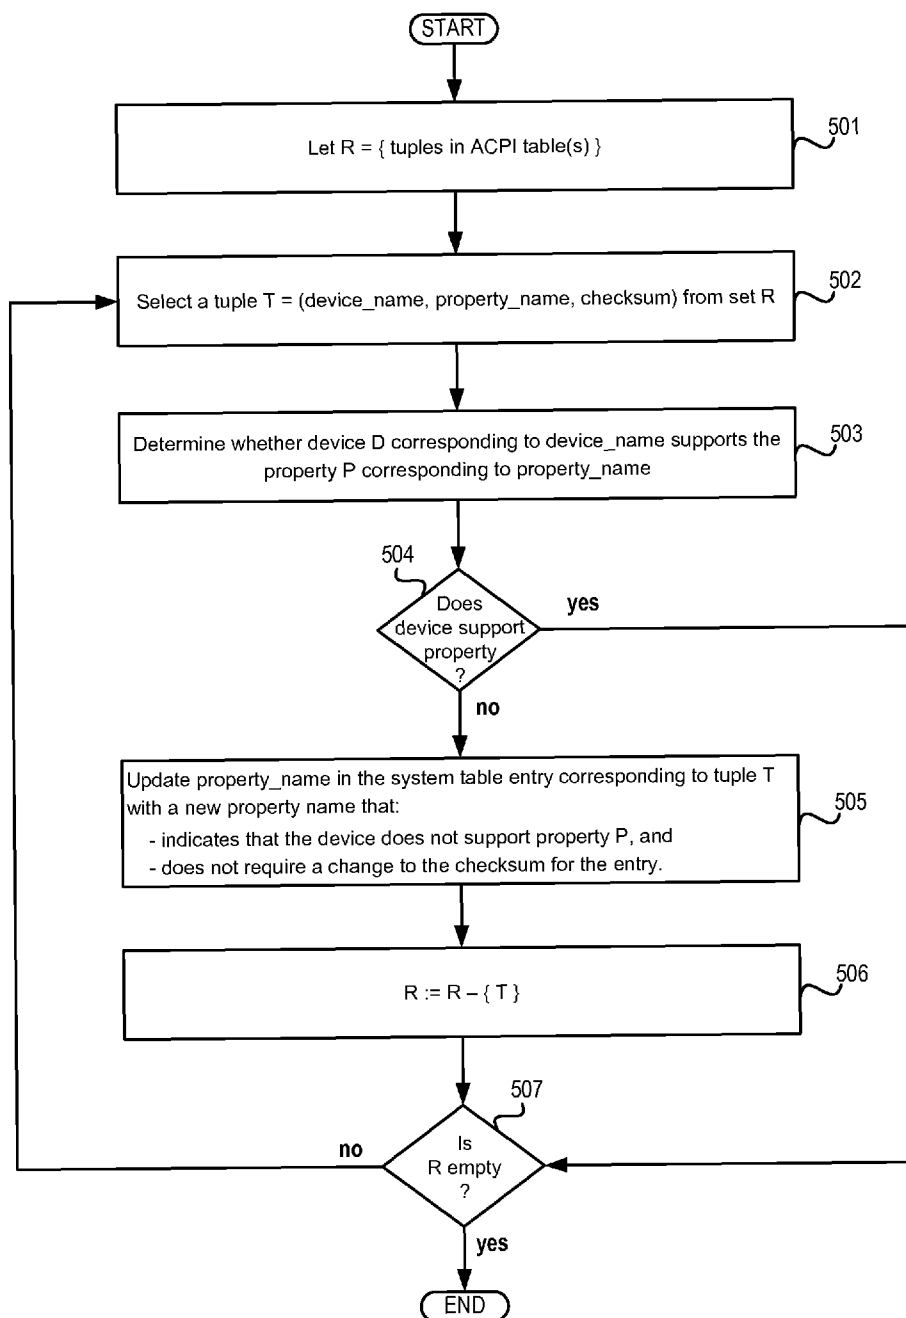 START
Let R = { tuples in ACPI table(s) }
501
Select a tuple T = (device_name, property_name, checksum) from set R
502
Determine whether device D corresponding to device_name supports the
property P corresponding to property_name
503
504
Does
device support
property
?
yes
no
Update property_name in the system table entry corresponding to tuple T
with a new property name that:
- indicates that the device does not support property P, and
- does not require a change to the checksum for the entry.
505
R := R – { T }
506
507
Is
R empty
?
no
yes
END